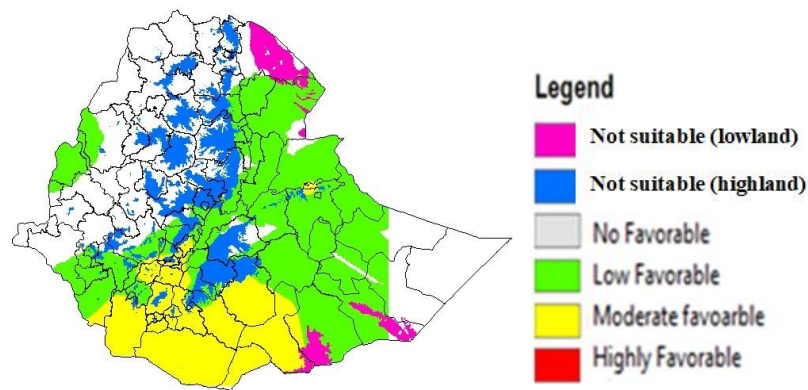 Legend
Not suitable (lowland)
Not suitable (highland)
No Favorable
Low Favorable
Moderate favoarble
Highly Favorable